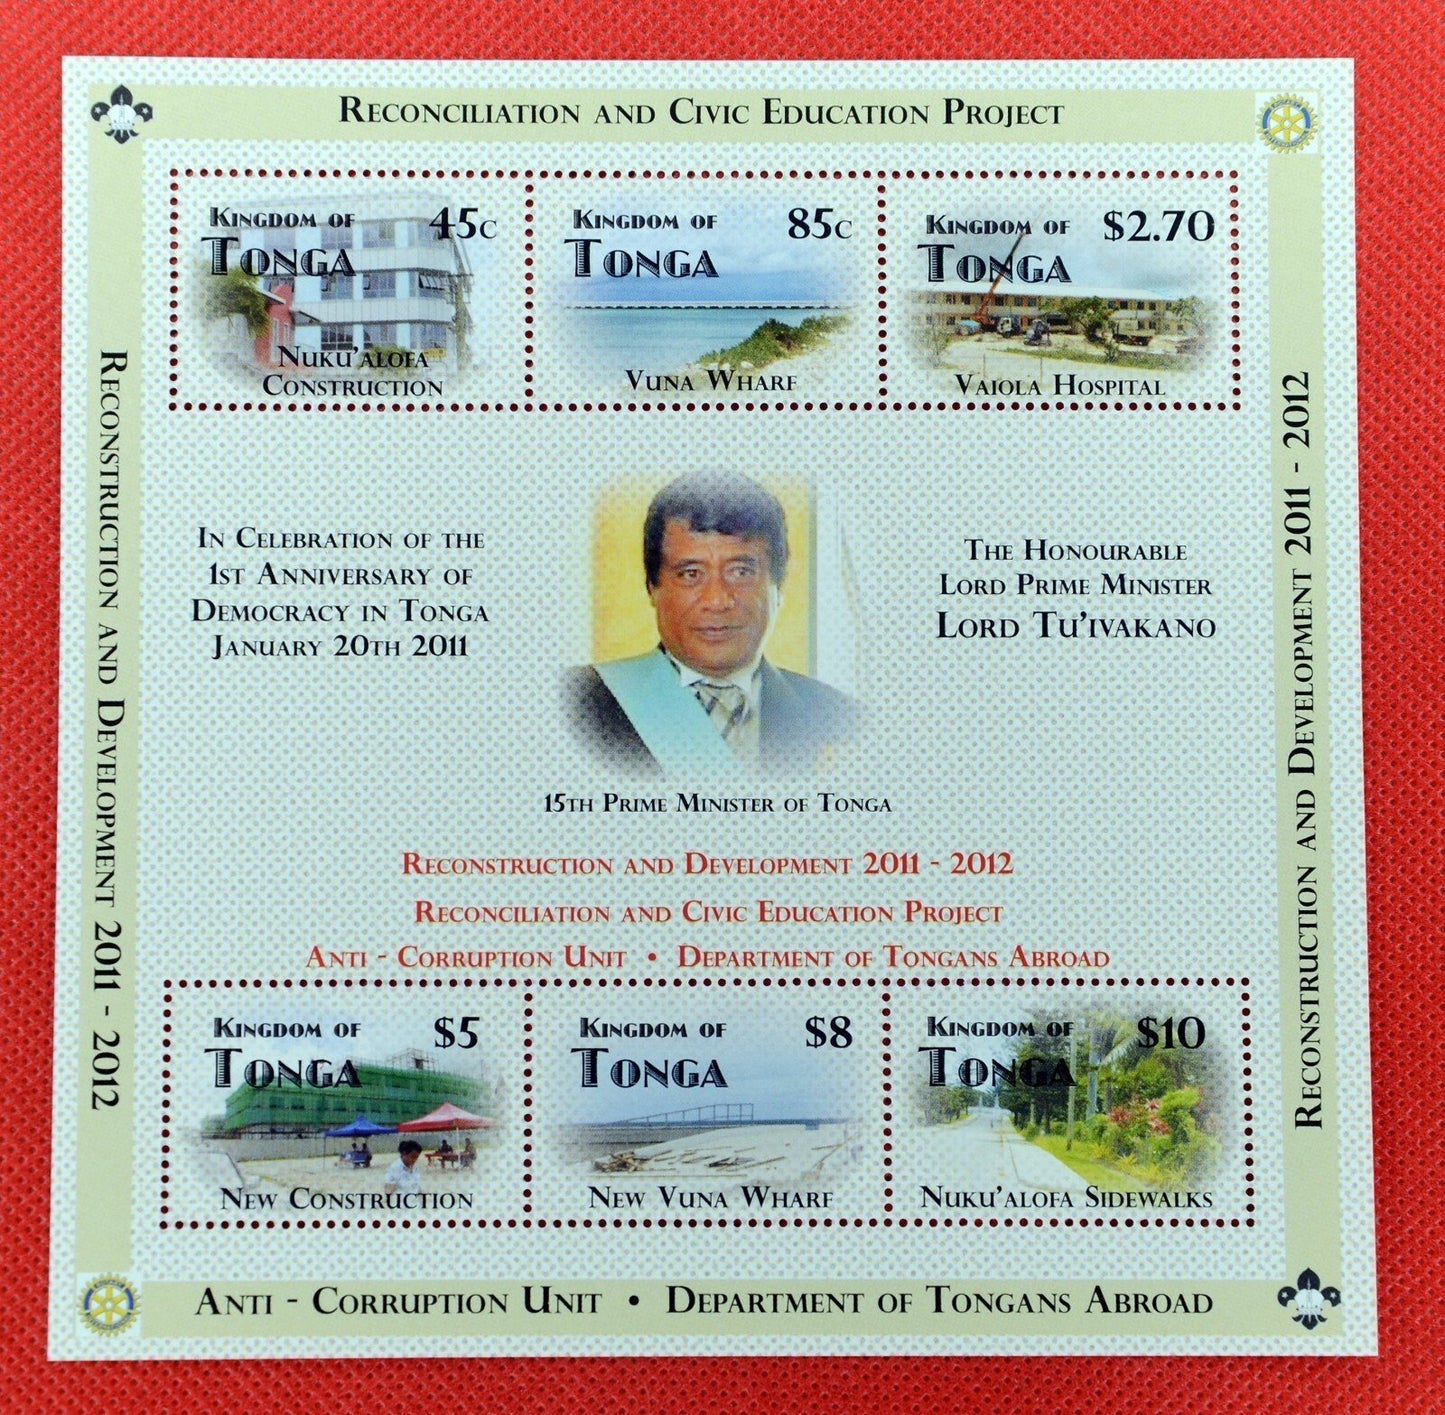 Reconciliation and Civic Education Project
Reconstruction and Development 2011 - 2012
Kingdom of
Tonga
45c
Nuku'alofa
Construction
Kingdom of
Tonga
85c
Vuna Wharf
Kingdom of
Tonga
$2.70
Vaiola Hospital
In Celebration of the
1st Anniversary of
Democracy in Tonga
January 20th 2011
The Honourable
Lord Prime Minister
Lord Tu'ivakano
15th Prime Minister of Tonga
Reconstruction and Development 2011 - 2012
Reconciliation and Civic Education Project
Anti - Corruption Unit • Department of Tongans Abroad
Kingdom of
Tonga
$5
New Construction
Kingdom of
Tonga
$8
New Vuna Wharf
Kingdom of
Tonga
$10
Nuku'alofa Sidewalks
Reconstruction and Development 2011 - 2012
Anti - Corruption Unit • Department of Tongans Abroad